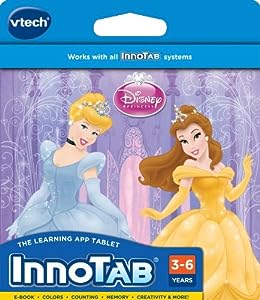 vtech
Works with all InnoTAB systems
Disney
PRINCESS
THE LEARNING APP TABLET
InnoTAB®
3-6
YEARS
E-BOOK • COLORS • COUNTING • MEMORY • CREATIVITY & MORE!